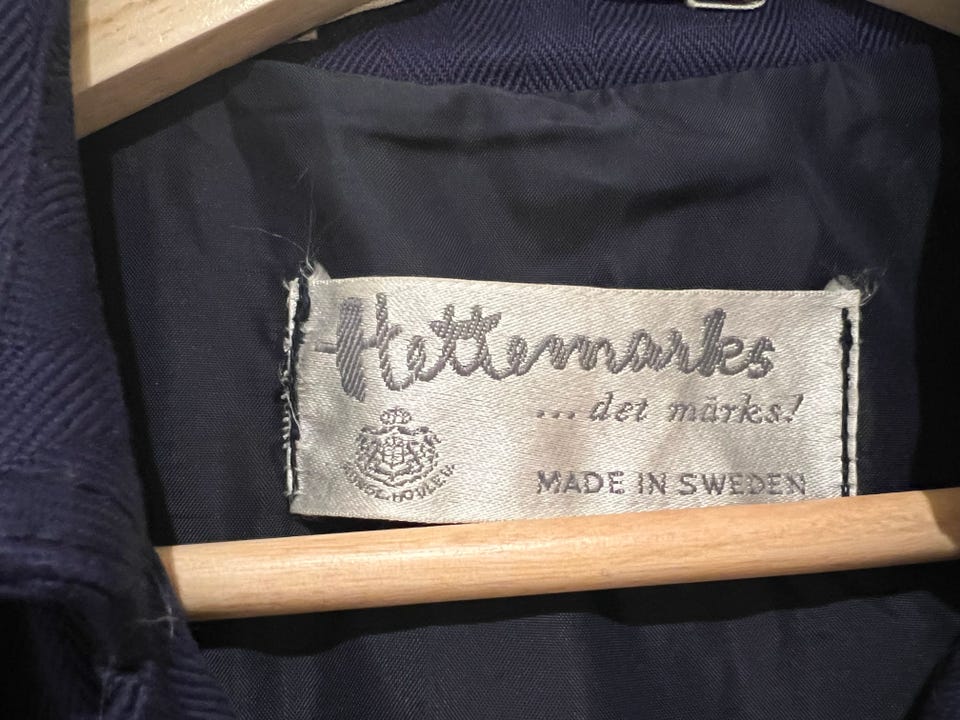 Hettemarks
... det märks!
MADE IN SWEDEN